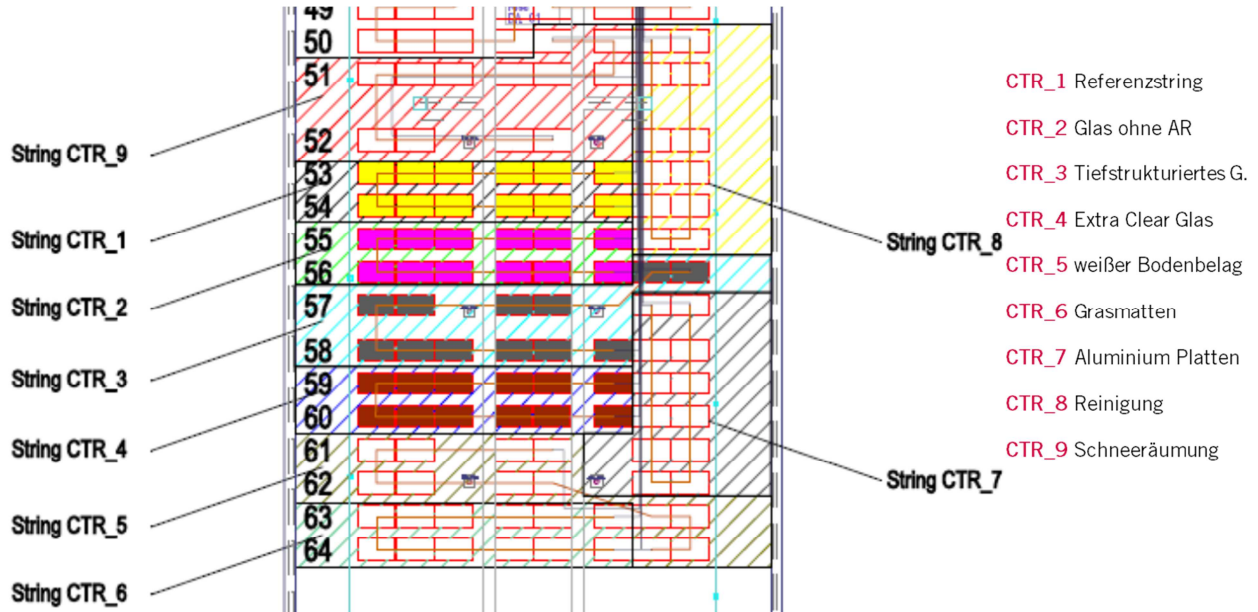 49
50
51
52
53
54
55
56
57
58
59
60
61
62
63
64
String CTR_9
String CTR_1
String CTR_2
String CTR_3
String CTR_4
String CTR_5
String CTR_6
String CTR_8
String CTR_7
CTR_1 Referenzstring
CTR_2 Glas ohne AR
CTR_3 Tiefstrukturiertes G.
CTR_4 Extra Clear Glas
CTR_5 weißer Bodenbelag
CTR_6 Grasmatten
CTR_7 Aluminium Platten
CTR_8 Reinigung
CTR_9 Schneeräumung